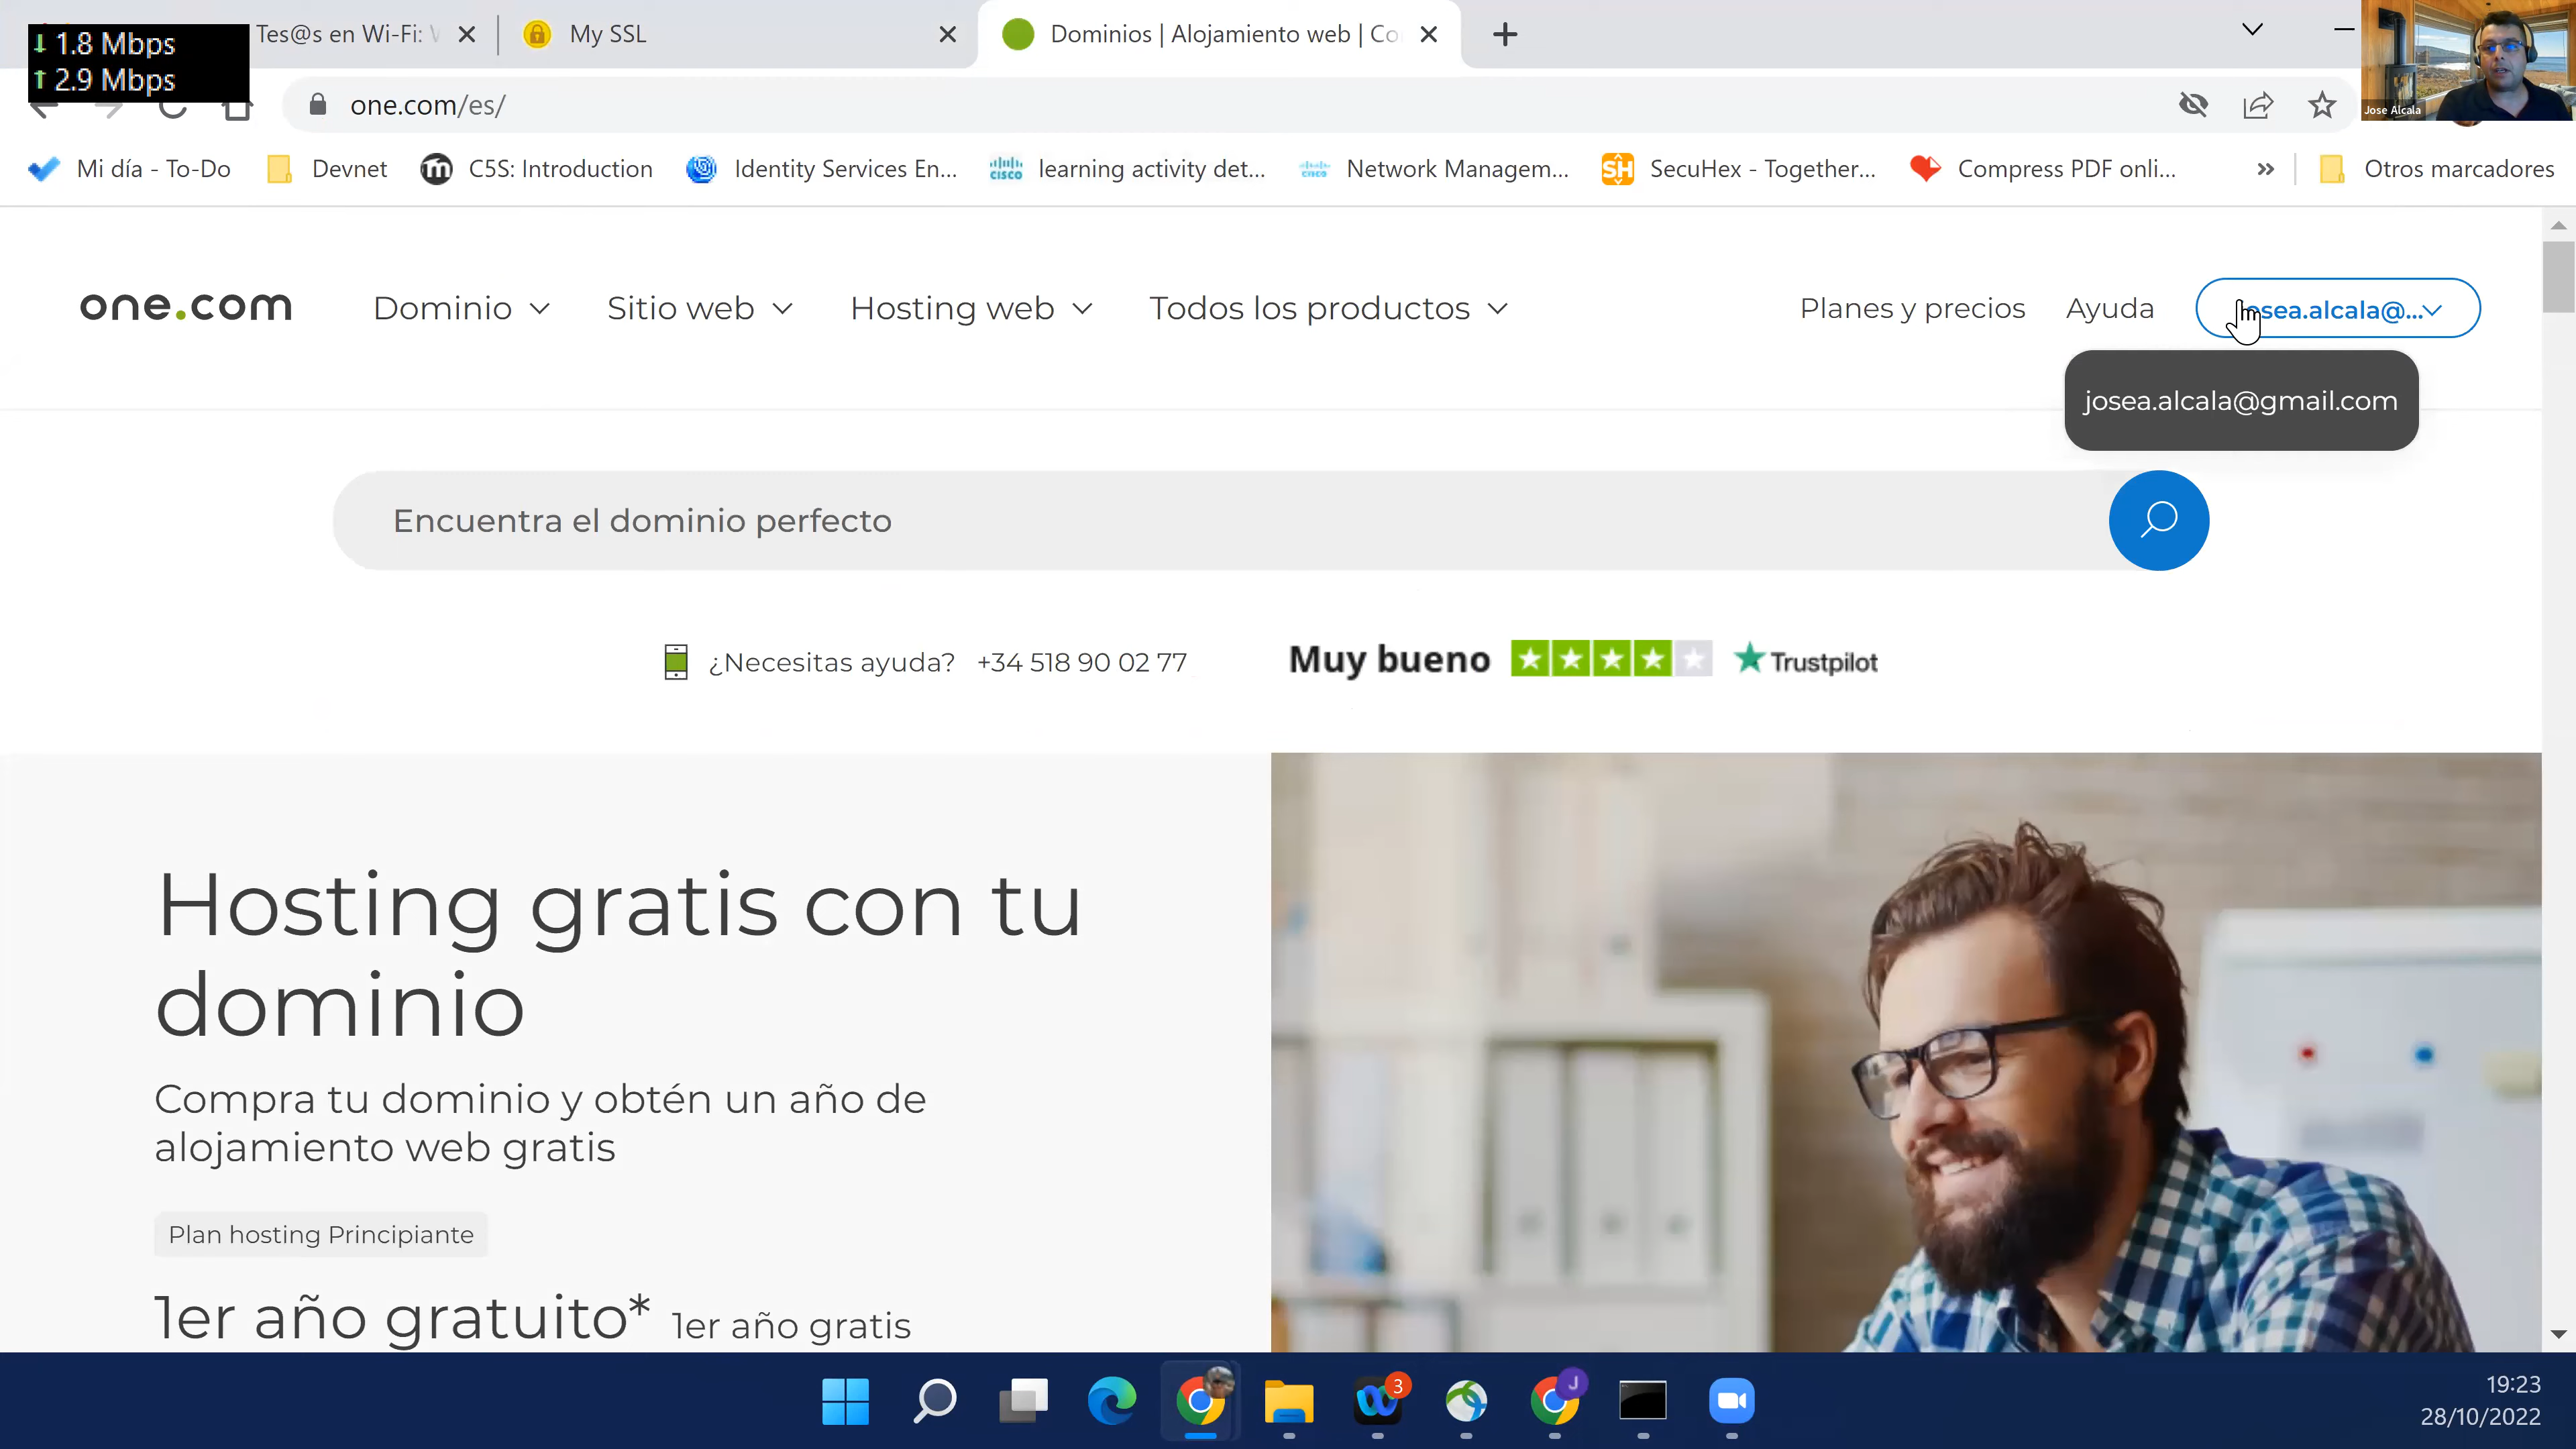 ↓ 1.8 Mbps
↑ 2.9 Mbps
Tes@s en Wi-Fi:
My SSL
Dominios | Alojamiento web | Co
Jose Alcala
one.com/es/
Mi día - To-Do
Devnet
C5S: Introduction
Identity Services En...
learning activity det...
Network Managem...
SecuHex - Together...
Compress PDF onli...
»
Otros marcadores
one.com
Dominio
Sitio web
Hosting web
Todos los productos
Planes y precios
Ayuda
osea.alcala@...
josea.alcala@gmail.com
Encuentra el dominio perfecto
¿Necesitas ayuda? +34 518 90 02 77
Muy bueno
Trustpilot
Hosting gratis con tu
dominio
Compra tu dominio y obtén un año de
alojamiento web gratis
Plan hosting Principiante
1er año gratuito* 1er año gratis
3
J
19:23
28/10/2022